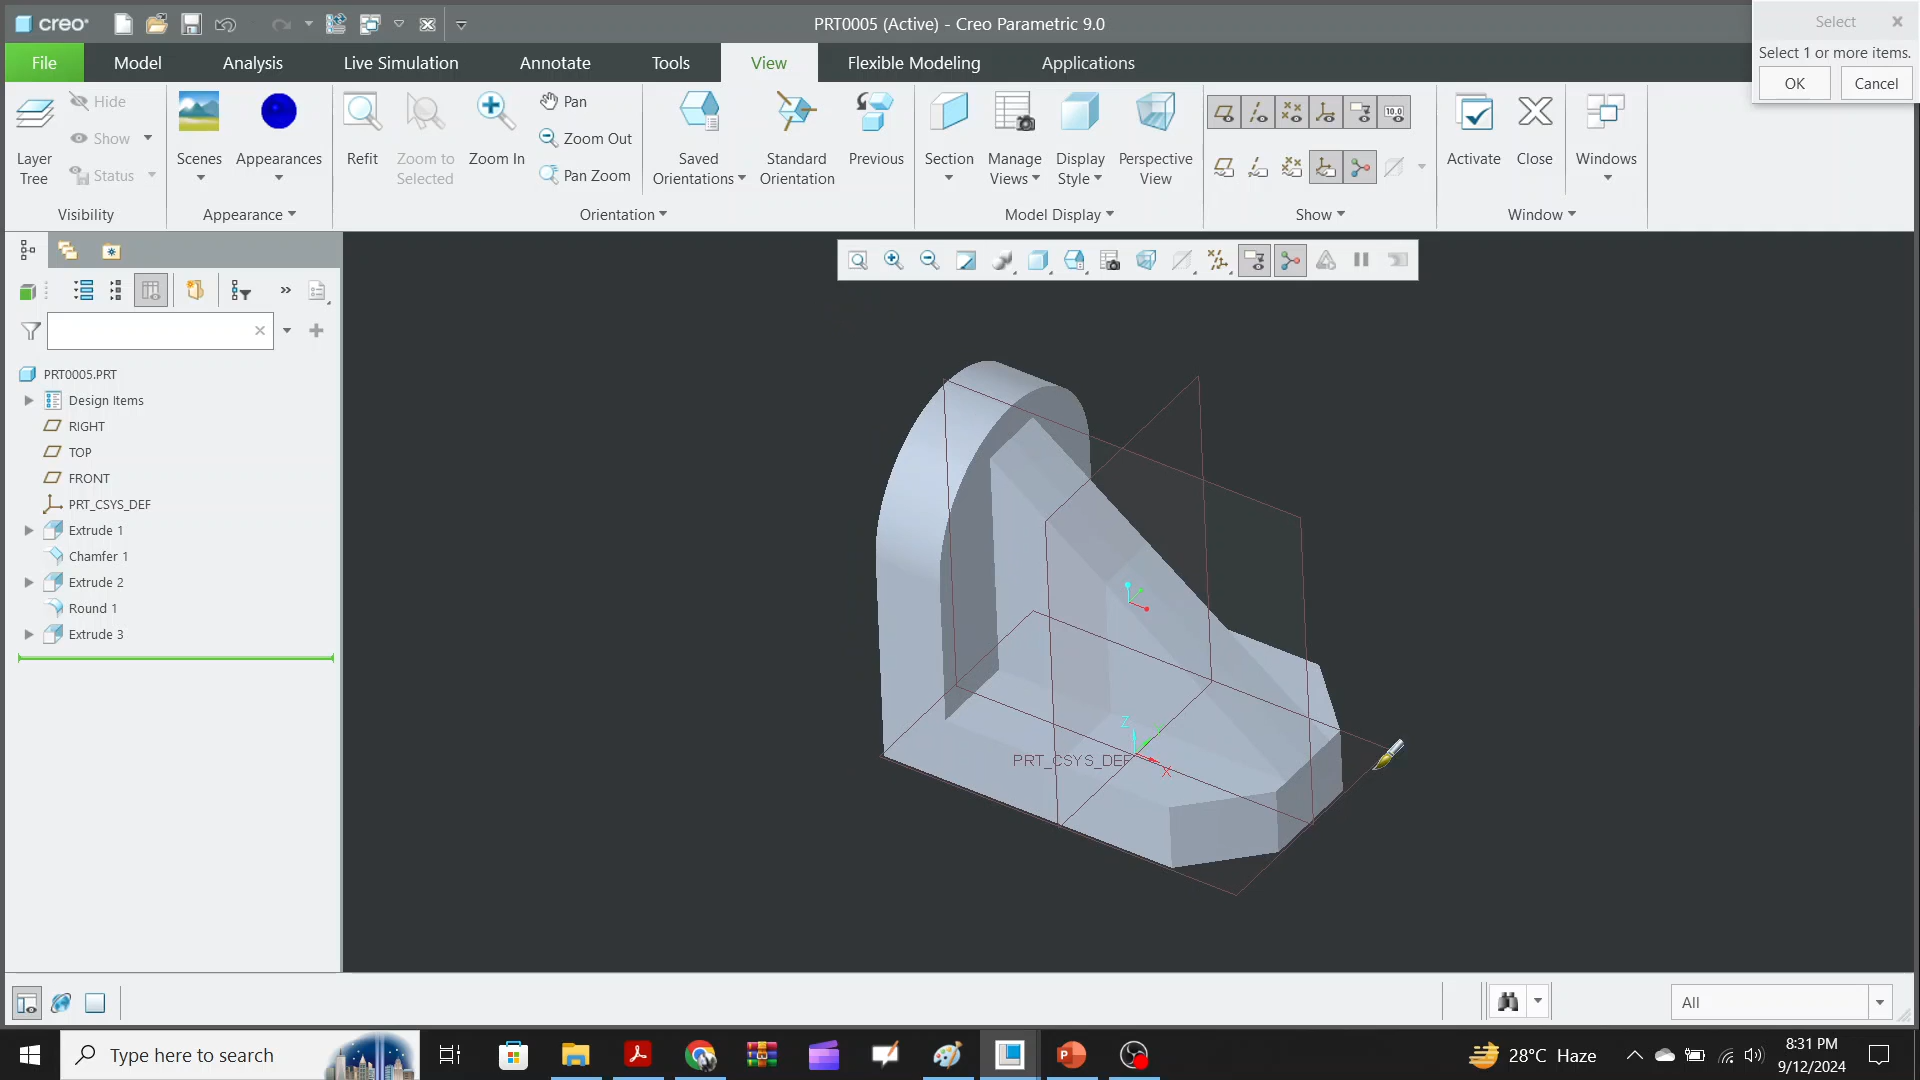 creo
PRT0005 (Active) - Creo Parametric 9.0
Select
Select 1 or more items.
OK
Cancel
File
Model
Analysis
Live Simulation
Annotate
Tools
View
Flexible Modeling
Applications
Layer
Tree
Hide
Show
Status
Visibility
Scenes
Appearances
Appearance
Refit
Zoom to
Selected
Zoom In
Pan
Zoom Out
Pan Zoom
Saved
Orientations
Standard
Orientation
Previous
Orientation
Section
Manage
Views
Display
Style
Perspective
View
Model Display
10.0
Show
Activate
Close
Windows
Window
PRT0005.PRT
Design Items
RIGHT
TOP
FRONT
PRT_CSYS_DEF
Extrude 1
Chamfer 1
Extrude 2
Round 1
Extrude 3
Z
PRT_CSYS_DEF
X
All
Type here to search
28°C Haze
8:31 PM
9/12/2024